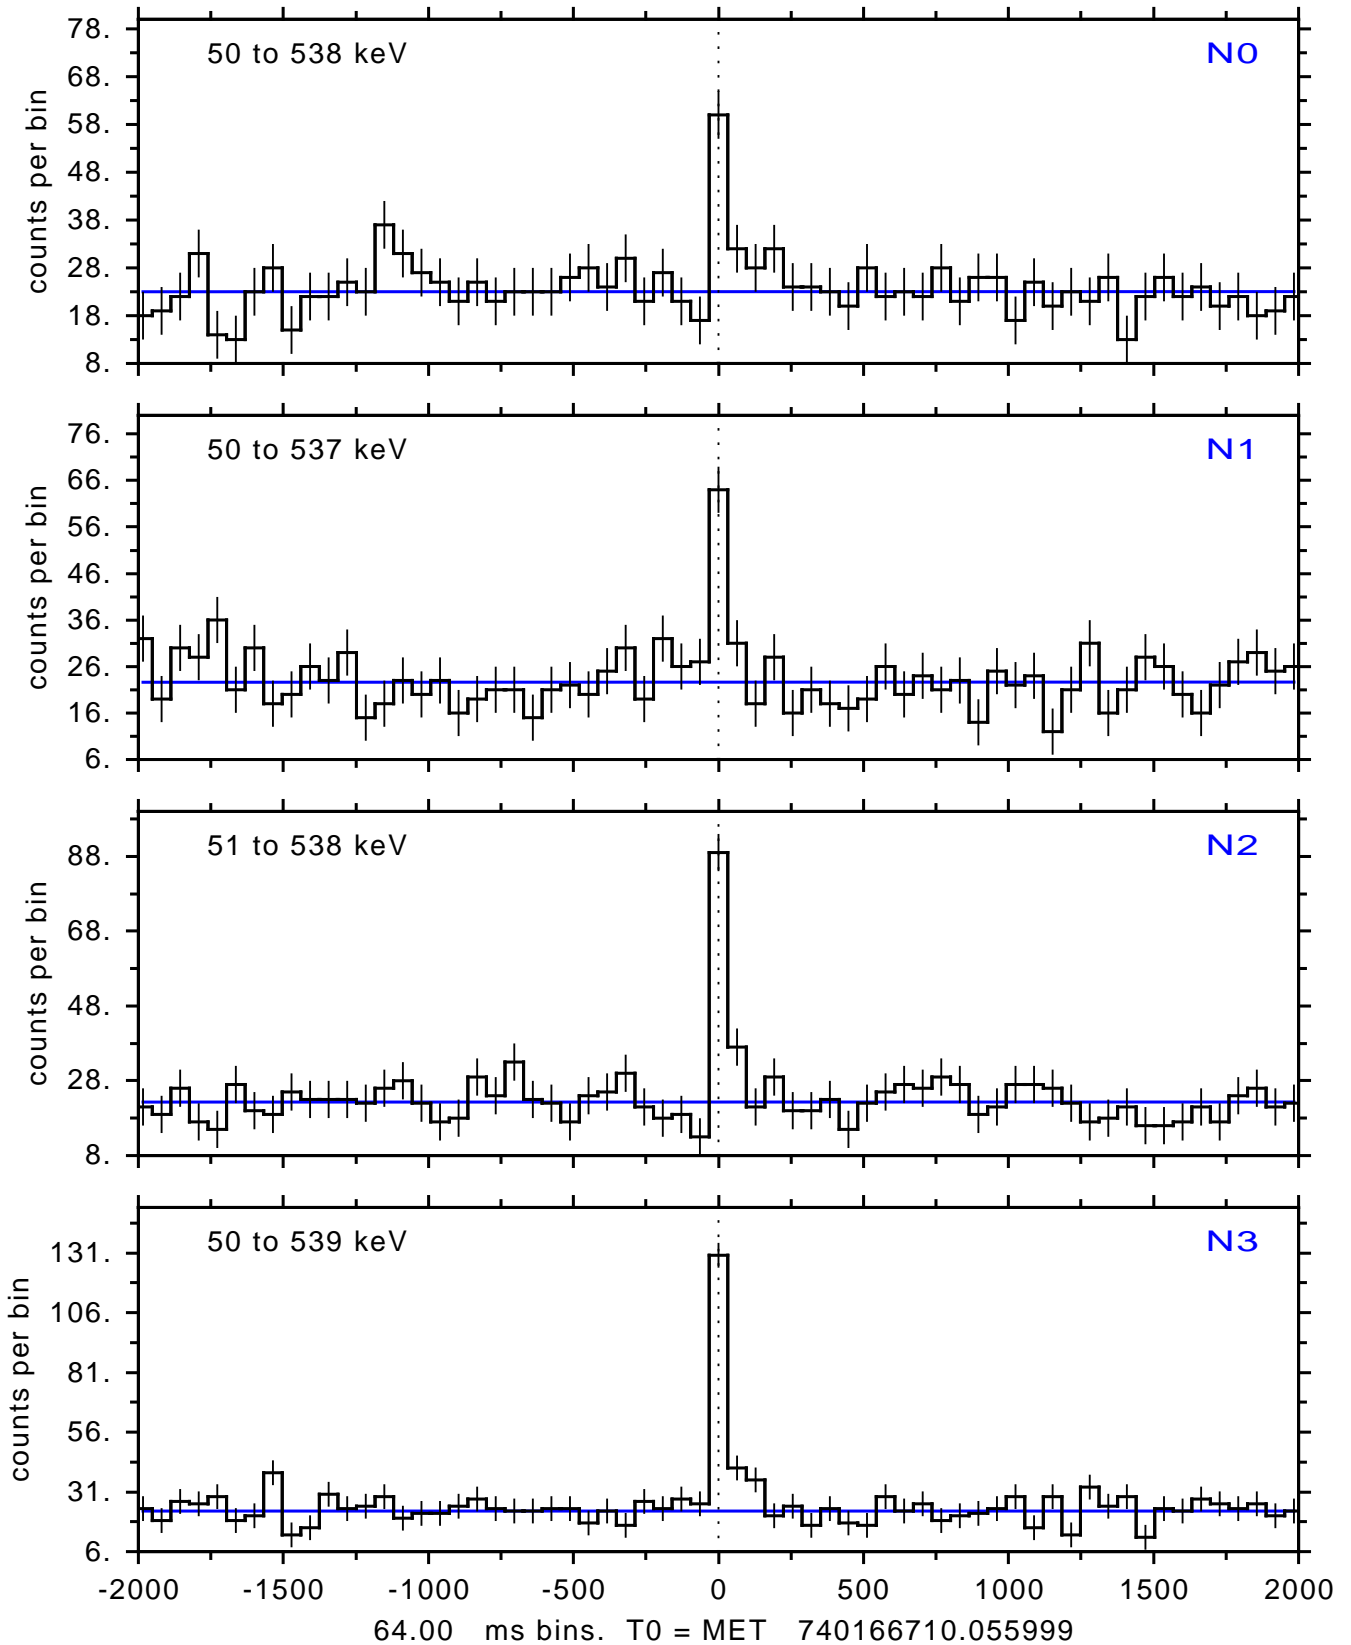 50 to 538 keV N0
78.
68.
58.
48.
38.
28.
18.
8.
counts per bin
50 to 537 keV N1
76.
66.
56.
46.
36.
26.
16.
6.
counts per bin
51 to 538 keV N2
88.
68.
48.
28.
8.
counts per bin
50 to 539 keV N3
131.
106.
81.
56.
31.
6.
counts per bin
-2000 -1500 -1000 -500 0 500 1000 1500 2000
64.00 ms bins. T0 = MET 740166710.055999